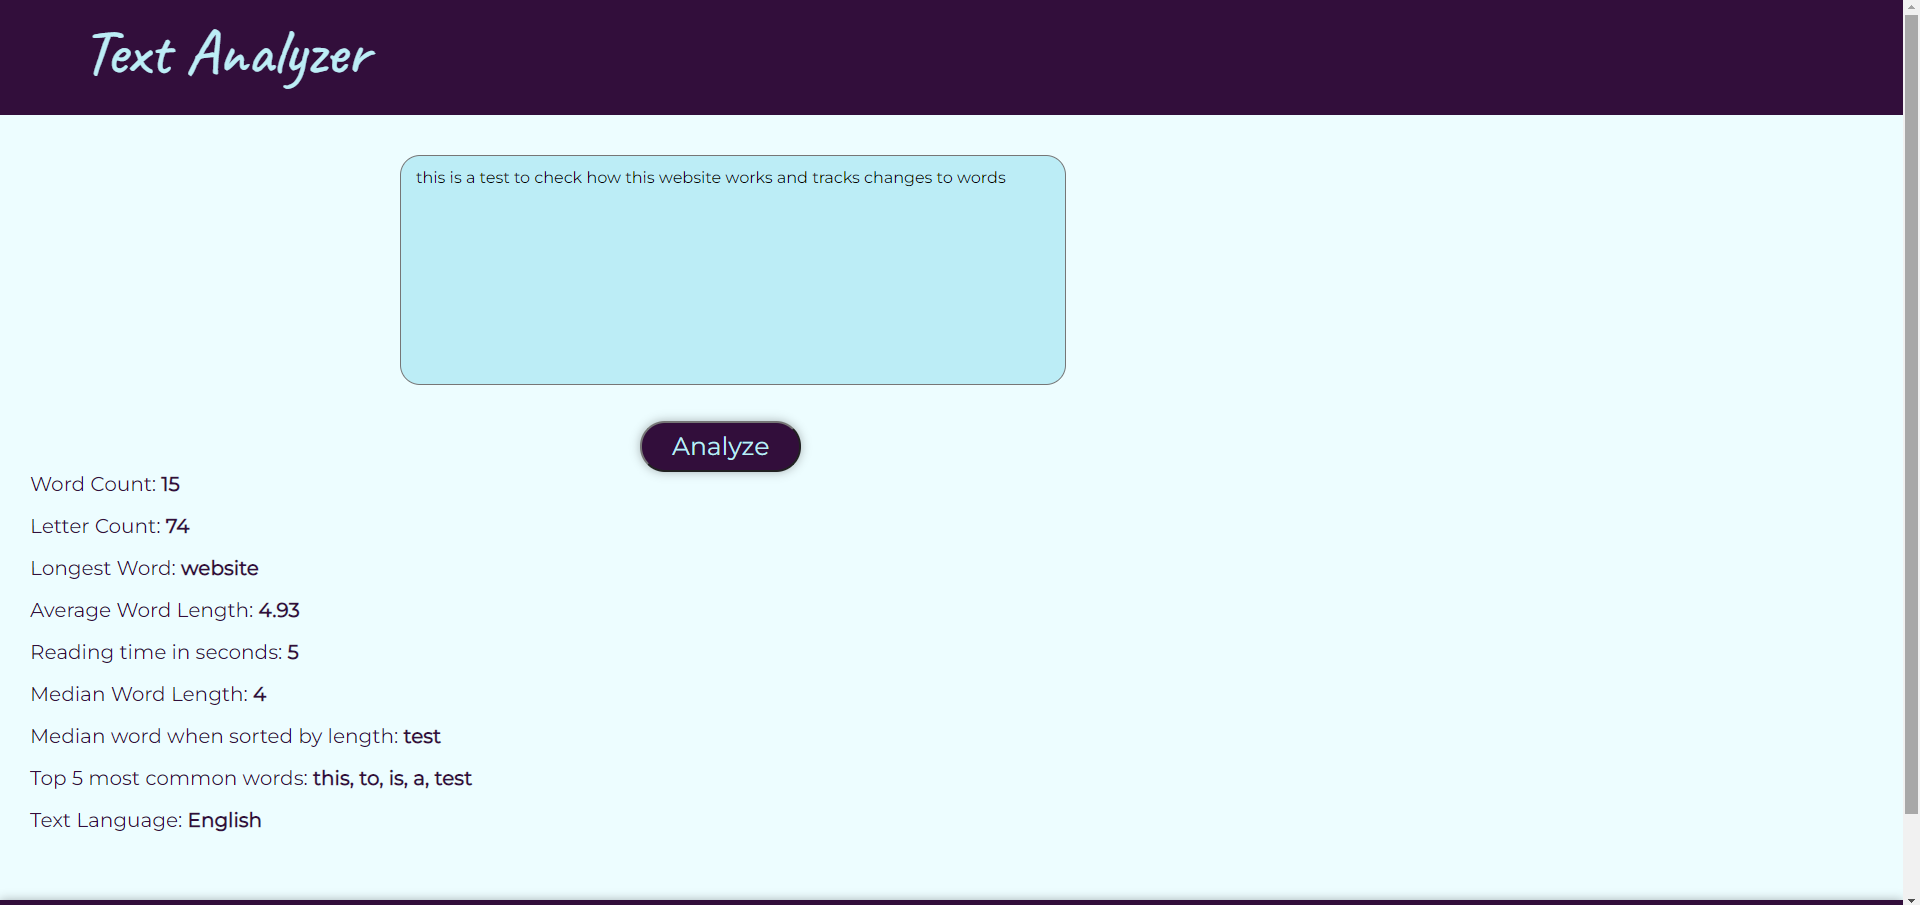 Text Analyzer
this is a test to check how this website works and tracks changes to words
Analyze
Word Count: 15
Letter Count: 74
Longest Word: website
Average Word Length: 4.93
Reading time in seconds: 5
Median Word Length: 4
Median word when sorted by length: test
Top 5 most common words: this, to, is, a, test
Text Language: English